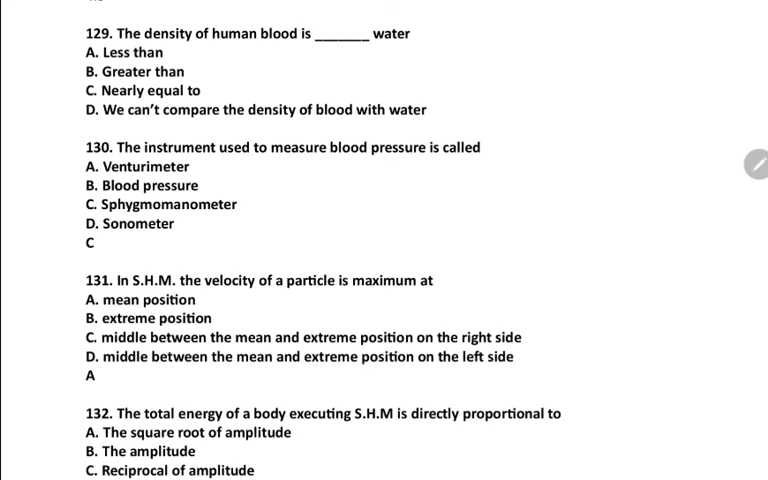 129. The density of human blood is _______ water
A. Less than
B. Greater than
C. Nearly equal to
D. We can’t compare the density of blood with water
130. The instrument used to measure blood pressure is called
A. Venturimeter
B. Blood pressure
C. Sphygmomanometer
D. Sonometer
C
131. In S.H.M. the velocity of a particle is maximum at
A. mean position
B. extreme position
C. middle between the mean and extreme position on the right side
D. middle between the mean and extreme position on the left side
A
132. The total energy of a body executing S.H.M is directly proportional to
A. The square root of amplitude
B. The amplitude
C. Reciprocal of amplitude